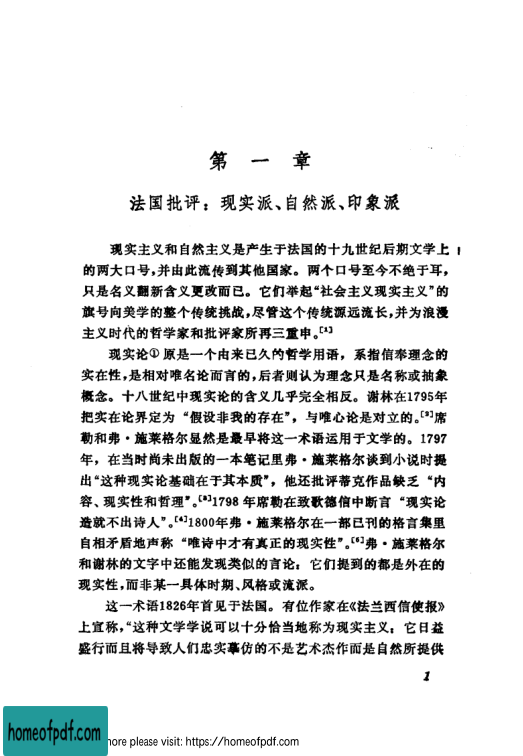 第一章
法国批评：现实派、自然派、印象派
现实主义和自然主义是产生于法国的十九世纪后期文学上
的两大口号，并由此流传到其他国家。两个口号至今不绝于耳，
只是名义翻新含义更改而已。它们举起“社会主义现实主义”的
旗号向美学的整个传统挑战，尽管这个传统源远流长，并为浪漫
主义时代的哲学家和批评家所再三重申。〔1〕
现实论① 原是一个由来已久的哲学用语，系指信奉理念的
实在性，是相对唯名论而言的，后者则认为理念只是名称或抽象
概念。十八世纪中现实论的含义几乎完全相反。谢林在1795年
把实在论界定为“假设非我的存在”，与唯心论是对立的。〔2〕席
勒和弗·施莱格尔显然是最早将这一术语运用于文学的。1797
年，在当时尚未出版的一本笔记里弗·施莱格尔谈到小说时提
出“这种现实论基础在于其本质”，他还批评蒂克作品缺乏“内
容、现实性和哲理”。〔3〕1798年席勒在致歌德信中断言“现实论
造就不出诗人”。〔4〕1800年弗·施莱格尔在一部已刊的格言集里
自相矛盾地声称“唯诗中才有真正的现实性”。〔5〕弗·施莱格尔
和谢林的文字中还能发现类似的言论；它们提到的都是外在的
现实性，而非某一具体时期、风格或流派。
这一术语1826年首见于法国。有位作家在《法兰西信使报》
上宣称，“这种文学学说可以十分恰当地称为现实主义；它日益
盛行而且将导致人们忠实摹仿的不是艺术杰作而是自然所提供
1
homeofpdf.com
more please visit: https://homeofpdf.com